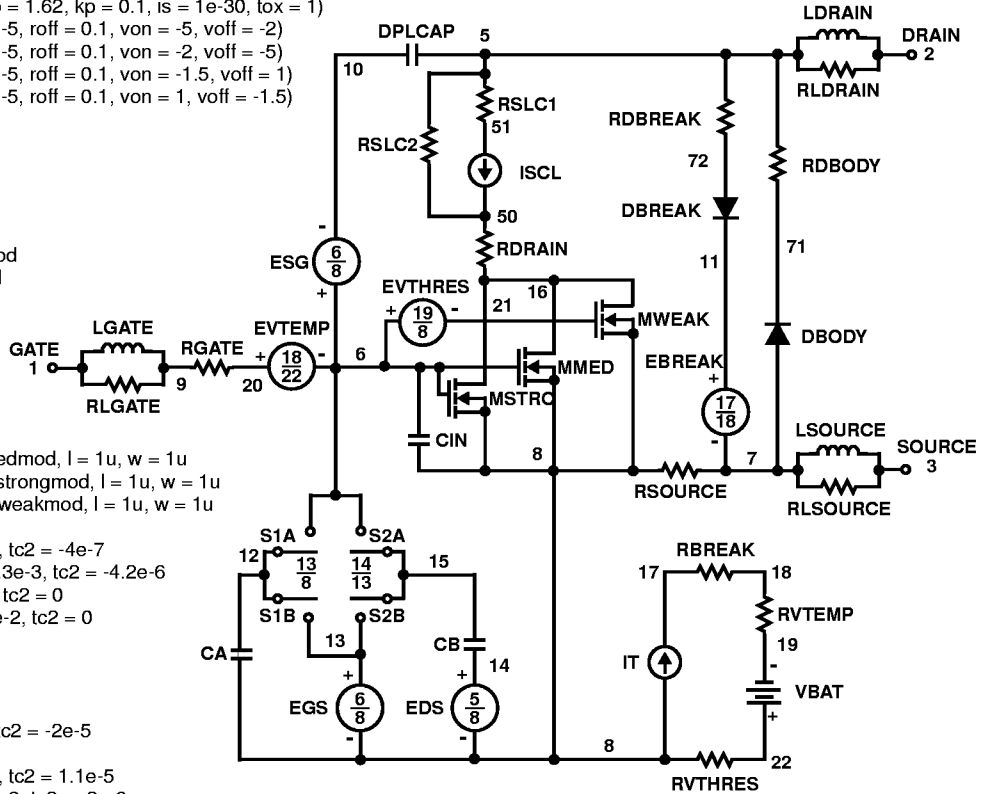 = 1.62, kp = 0.1, is = 1e-30, tox = 1)
-5, roff = 0.1, von = -5, voff = -2)
-5, roff = 0.1, von = -2, voff = -5)
-5, roff = 0.1, von = -1.5, voff = 1)
-5, roff = 0.1, von = 1, voff = -1.5)
LDRAIN
DPLCAP
5
DRAIN
2
10
RLDRAIN
RSLC1
51
RDBREAK
RSLC2
72
ISCL
RDBODY
50
DBREAK
RDRAIN
71
ESG
6
8
11
EVTHRES
16
21
19
8
MWEAK
LGATE
EVTEMP
DBODY
GATE
1
RGATE
18
22
6
MMED
EBREAK
9
20
RLGATE
MSTRO
17
18
CIN
LSOURCE
SOURCE
3
8
7
edmod, l = 1u, w = 1u
strongmod, l = 1u, w = 1u
weakmod, l = 1u, w = 1u
RSOURCE
RLSOURCE
S1A
S2A
, tc2 = -4e-7
12
13
8
14
13
15
RBREAK
3e-3, tc2 = -4.2e-6
17
18
tc2 = 0
e-2, tc2 = 0
S1B
S2B
RVTEMP
13
CB
19
CA
14
IT
VBAT
EGS
6
8
EDS
5
8
tc2 = -2e-5
8
22
, tc2 = 1.1e-5
RVTHRES
+
-